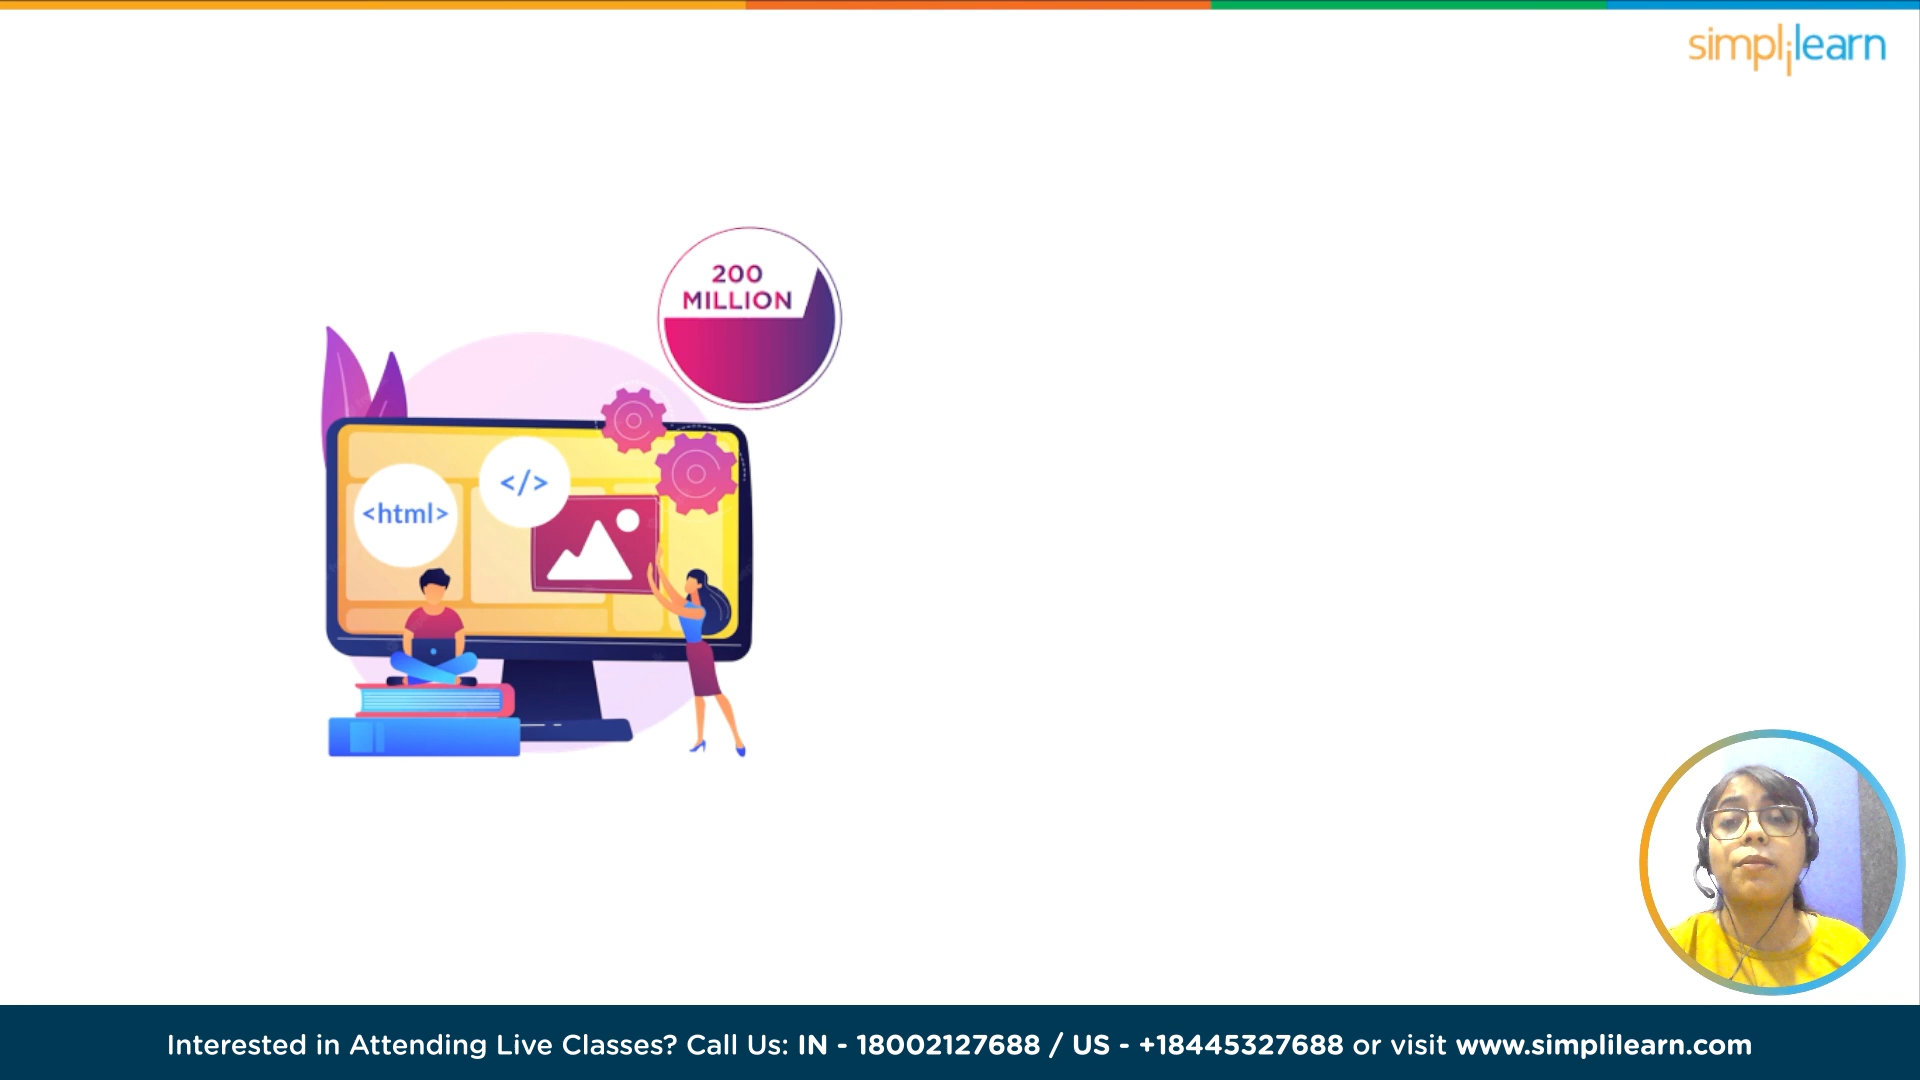 simplilearn
200
MILLION
</>
<html>
Interested in Attending Live Classes? Call Us: IN - 18002127688 / US - +18445327688 or visit www.simplilearn.com